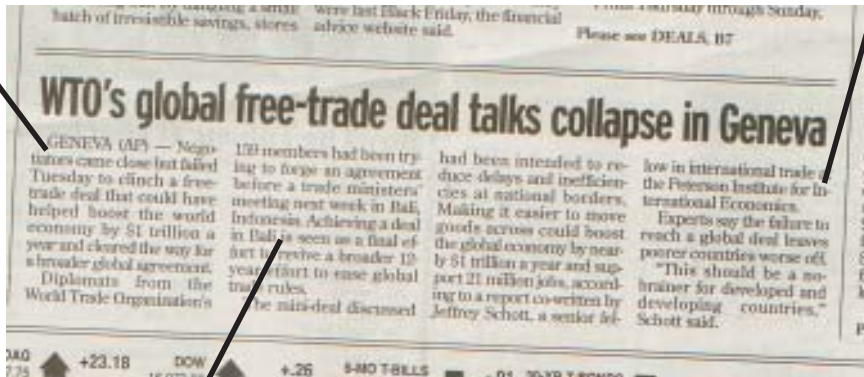 batch of irresistible savings, stores
were last Black Friday, the financial
advice website said.
through Sunday,
Please see DEALS, B7
WTO's global free-trade deal talks collapse in Geneva
GENEVA (AP) — Nego-
tiators came close but failed
Tuesday to clinch a free-
trade deal that could have
helped boost the world
economy by $1 trillion a
year and cleared the way for
a broader global agreement.
Diplomats from the
World Trade Organization's
159 members had been try-
ing to forge an agreement
before a trade ministers'
meeting next week in Bali,
Indonesia. Achieving a deal
in Bali is seen as a final ef-
fort to revive a broader 12-
year effort to ease global
trade rules.
The mini-deal discussed
had been intended to re-
duce delays and inefficien-
cies at national borders.
Making it easier to move
goods across could boost
the global economy by near-
ly $1 trillion a year and sup-
port 21 million jobs, accord-
ing to a report co-written by
Jeffrey Schott, a senior fel-
low in international trade
the Peterson Institute for In-
ternational Economics.
Experts say the failure to
reach a global deal leaves
poorer countries worse off.
"This should be a no-
brainer for developed and
developing countries,"
Schott said.
+23.18 DOW
+.26 6-MO T-BILLS